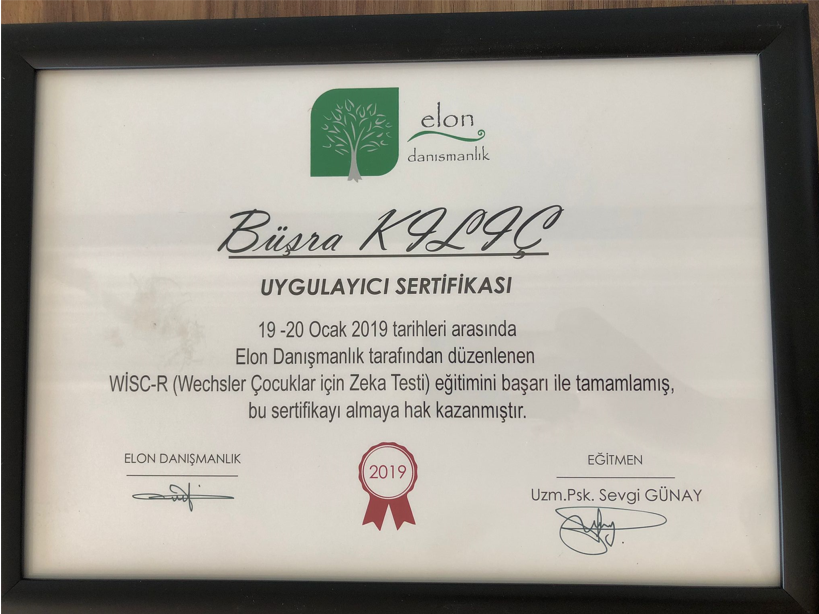 elon
danışmanlık
Büşra KILIÇ
UYGULAYICI SERTİFİKASI
19 -20 Ocak 2019 tarihleri arasında
Elon Danışmanlık tarafından düzenlenen
WİSC-R (Wechsler Çocuklar için Zeka Testi) eğitimini başarı ile tamamlamış,
bu sertifikayı almaya hak kazanmıştır.
ELON DANIŞMANLIK
2019
EĞİTMEN
Uzm.Psk. Sevgi GÜNAY